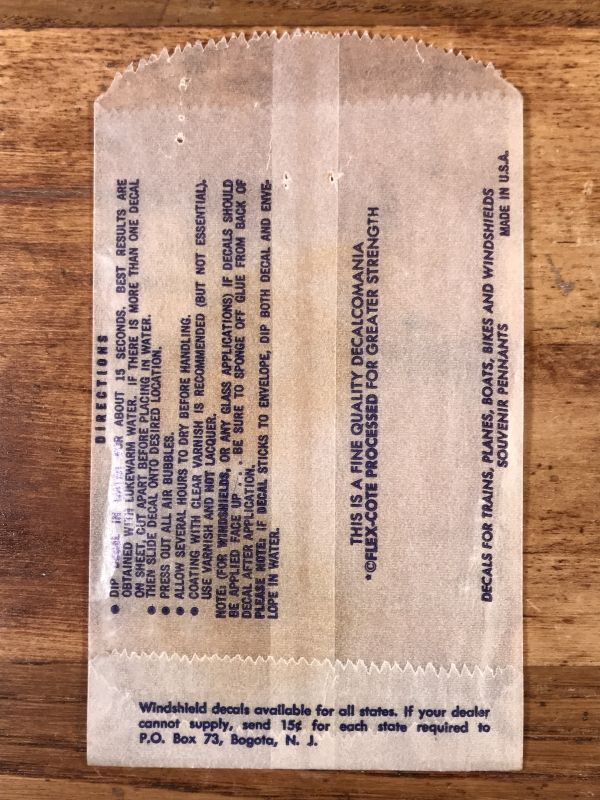 DIRECTIONS
● DIP DECAL IN WATER FOR ABOUT 15 SECONDS. BEST RESULTS ARE
OBTAINED WITH LUKEWARM WATER. IF THERE IS MORE THAN ONE DECAL
ON SHEET, CUT APART BEFORE PLACING IN WATER.
● THEN SLIDE DECAL ONTO DESIRED LOCATION.
● PRESS OUT ALL AIR BUBBLES.
● ALLOW SEVERAL HOURS TO DRY BEFORE HANDLING.
● COATING WITH CLEAR VARNISH IS RECOMMENDED (BUT NOT ESSENTIAL).
USE VARNISH AND NOT LACQUER.
NOTE: (FOR WINDSHIELDS, OR ANY GLASS APPLICATIONS) IF DECALS SHOULD
BE APPLIED FACE UP . . . BE SURE TO SPONGE OFF GLUE FROM BACK OF
DECAL AFTER APPLICATION.
PLEASE NOTE: IF DECAL STICKS TO ENVELOPE, DIP BOTH DECAL AND ENVE-
LOPE IN WATER.
THIS IS A FINE QUALITY DECALCOMANIA
*©FLEX-COTE PROCESSED FOR GREATER STRENGTH
DECALS FOR TRAINS, PLANES, BOATS, BIKES AND WINDSHIELDS
SOUVENIR PENNANTS
MADE IN U.S.A.
Windshield decals available for all states. If your dealer
cannot supply, send 15¢ for each state required to
P.O. Box 73, Bogota, N. J.